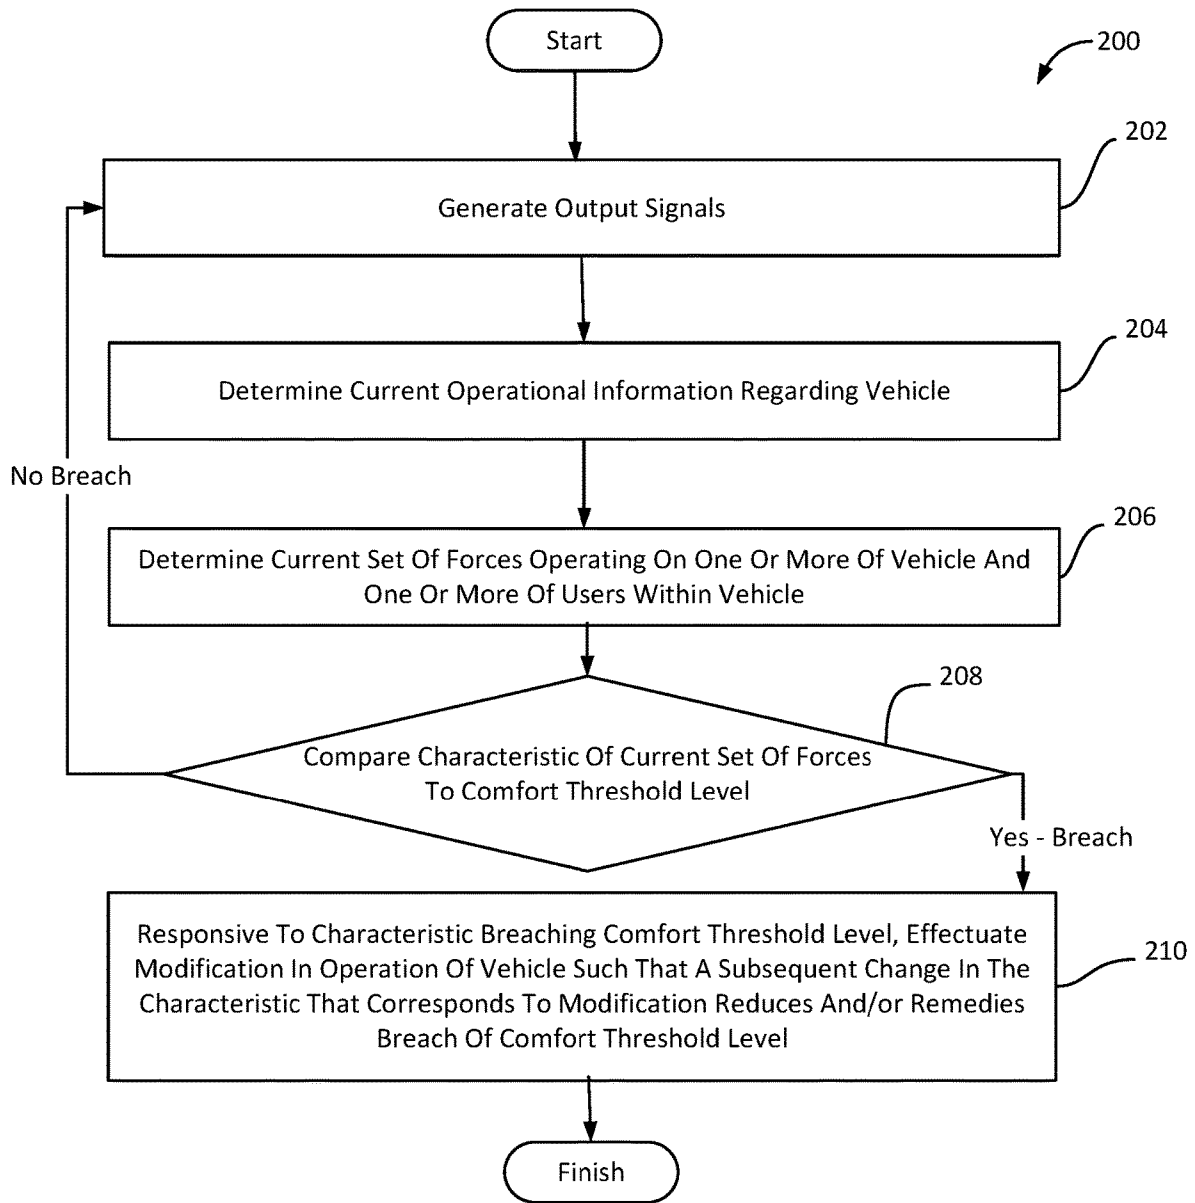 Start
200
202
Generate Output Signals
204
Determine Current Operational Information Regarding Vehicle
No Breach
206
Determine Current Set Of Forces Operating On One Or More Of Vehicle And
One Or More Of Users Within Vehicle
208
Compare Characteristic Of Current Set Of Forces
To Comfort Threshold Level
Yes - Breach
Responsive To Characteristic Breaching Comfort Threshold Level, Effectuate
Modification In Operation Of Vehicle Such That A Subsequent Change In The
Characteristic That Corresponds To Modification Reduces And/or Remedies
Breach Of Comfort Threshold Level
210
Finish